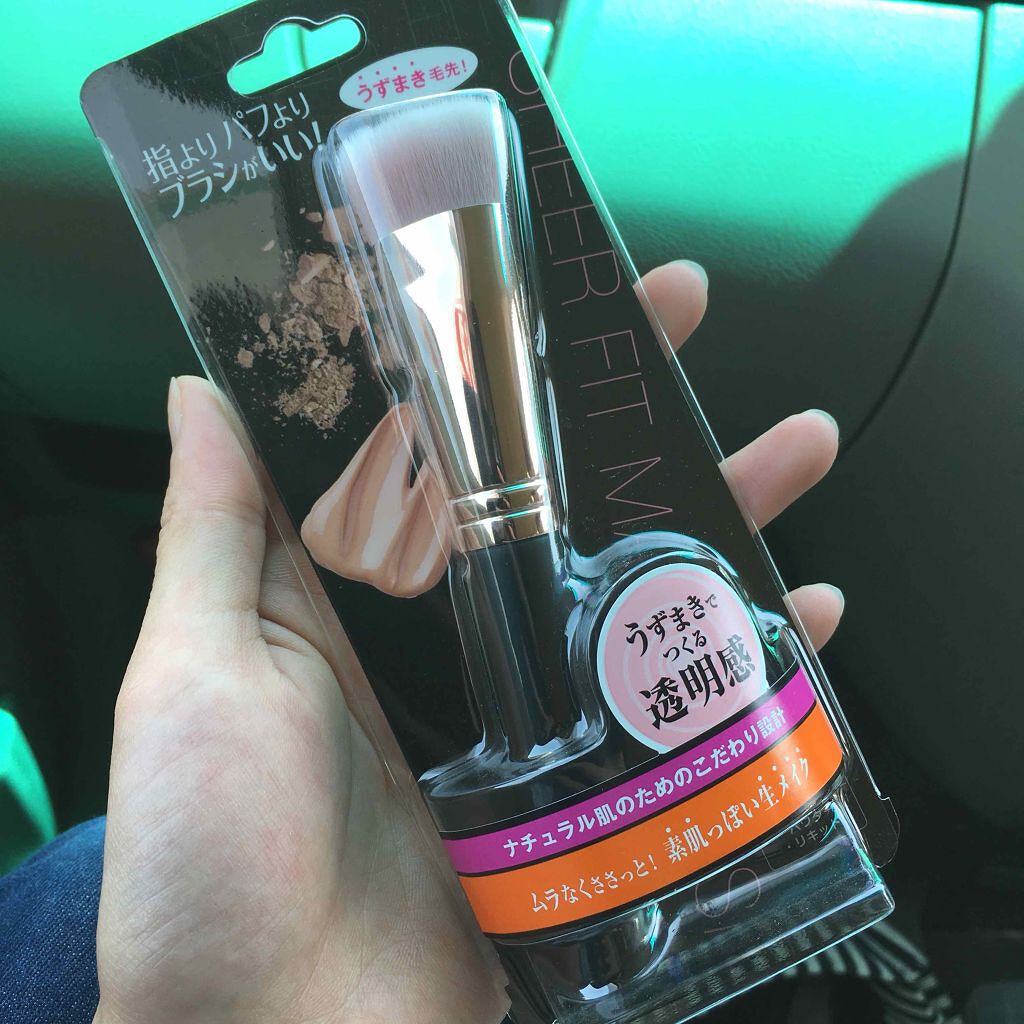 うずまき毛先!
指よりパフより
ブラシがいい!
SHEER FIT M
うずまきで
つくる
透明感
ナチュラル肌のためのこだわり設計
ムラなくささっと! 素肌っぽい生メイク